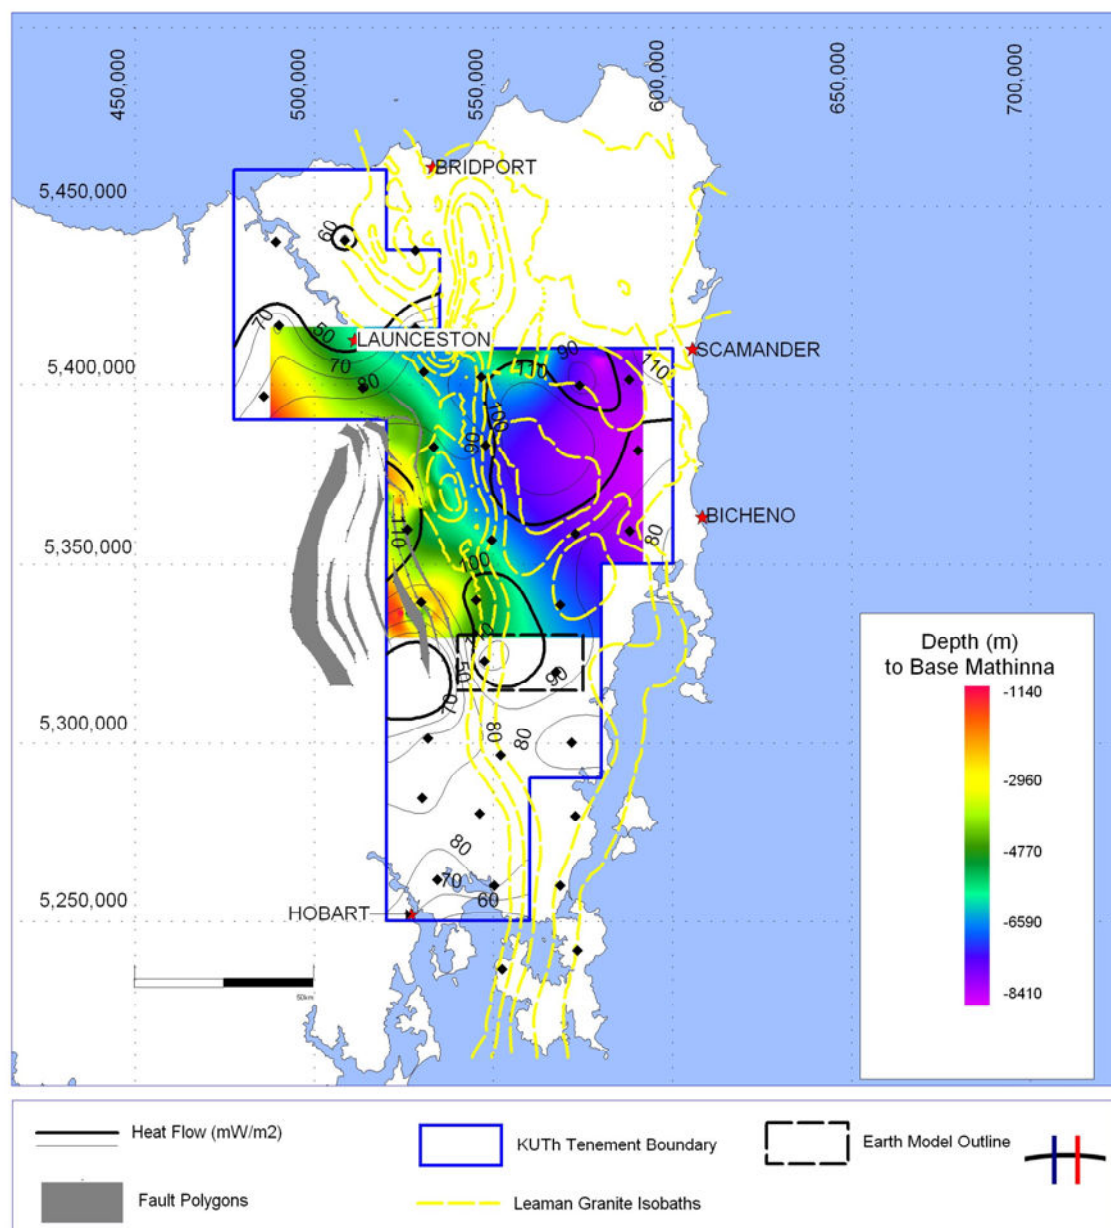 450,000
500,000
550,000
600,000
650,000
700,000
BRIDPORT
5,450,000
60
70
50
LAUNCESTON
SCAMANDER
90
110
110
70
5,400,000
80
100
90
BICHENO
110
80
5,350,000
100
Depth (m)
to Base Mathinna
-1140
50
90
70
-2960
5,300,000
80
80
-4770
80
70
-6590
60
5,250,000
HOBART
-8410
50km
Heat Flow (mW/m2)
KUTh Tenement Boundary
Earth Model Outline
Fault Polygons
Leaman Granite Isobaths